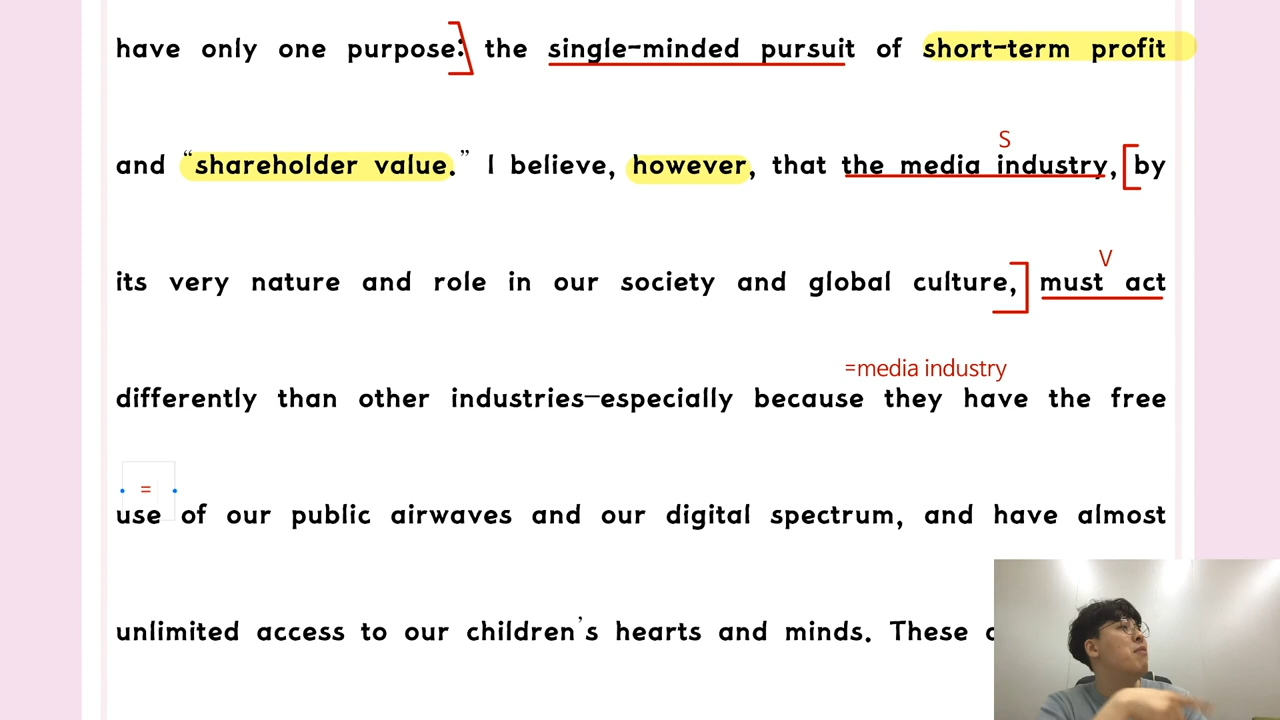 have only one purpose: the single-minded pursuit of short-term profit
S
and “shareholder value.” I believe, however, that the media industry, by
V
its very nature and role in our society and global culture, must act
=media industry
differently than other industries—especially because they have the free
=
use of our public airwaves and our digital spectrum, and have almost
unlimited access to our children’s hearts and minds. These